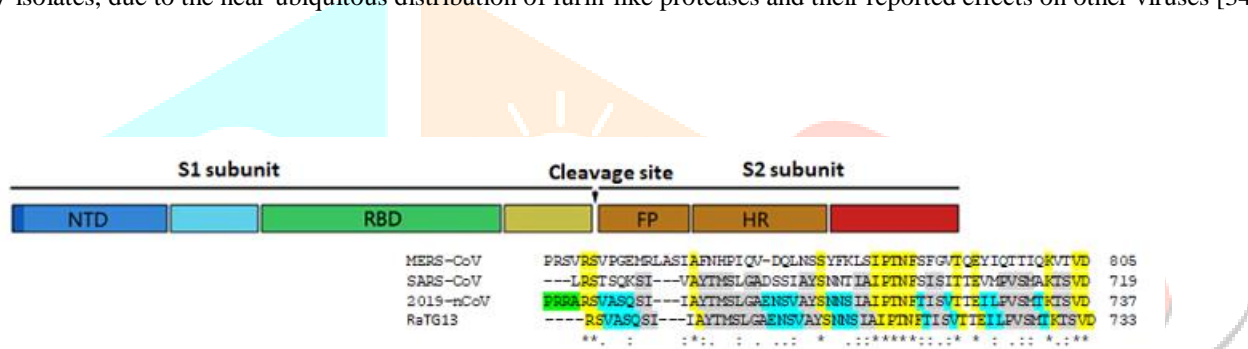 isolates, due to the near-ubiquitous distribution of furin-like proteases and their reported effects on other viruses [34
S1 subunit Cleavage site S2 subunit
NTD RBD FP HR
MERS-CoV PRSVRSVPGEMRLASIAFNHPIQV-DQLNSSYFKLSIPTNFSFGVTQEYIQTTIQKVTVD 805
SARS-CoV ---LRSTSQKSI---VAYTMSLGADSSIAYSNNTIAIPTNFSISITTEVMPVSMAKTSVD 719
2019-nCoV PRRARSVASQSI---IAYTMSLGAENSVAYSNNSIAIPTNFTISVTTEILPVSMTKTSVD 737
RaTG13 ----RSVASQSI---IAYTMSLGAENSVAYSNNSIAIPTNFTISVTTEILPVSMTKTSVD 733